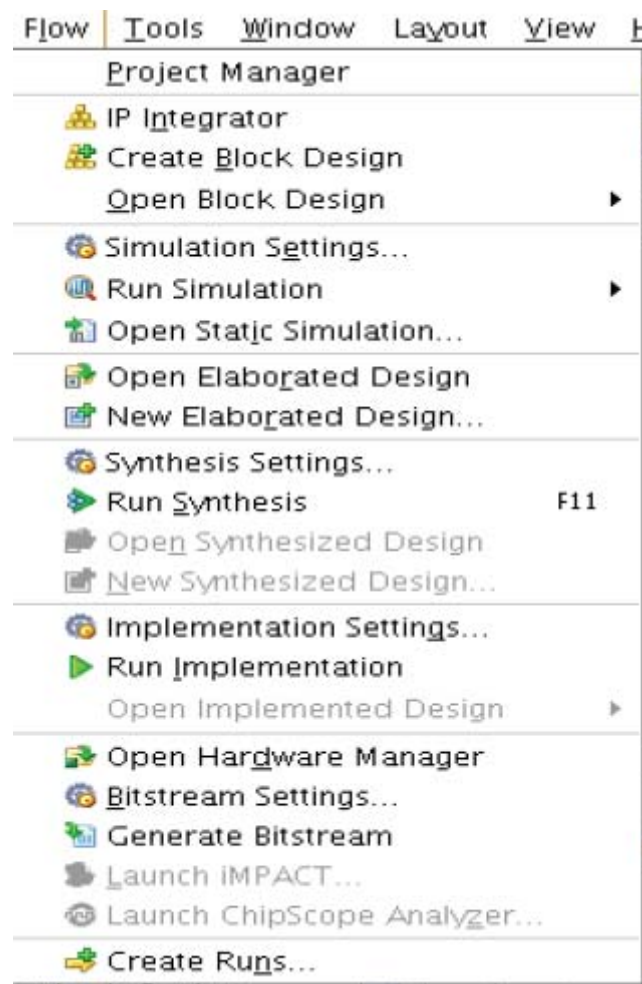 Flow Tools Window Layout View
Project Manager
IP Integrator
Create Block Design
Open Block Design
Simulation Settings...
Run Simulation
Open Static Simulation...
Open Elaborated Design
New Elaborated Design...
Synthesis Settings...
Run Synthesis F11
Open Synthesized Design
New Synthesized Design...
Implementation Settings...
Run Implementation
Open Implemented Design
Open Hardware Manager
Bitstream Settings...
Generate Bitstream
Launch iMPACT...
Launch ChipScope Analyzer...
Create Runs...